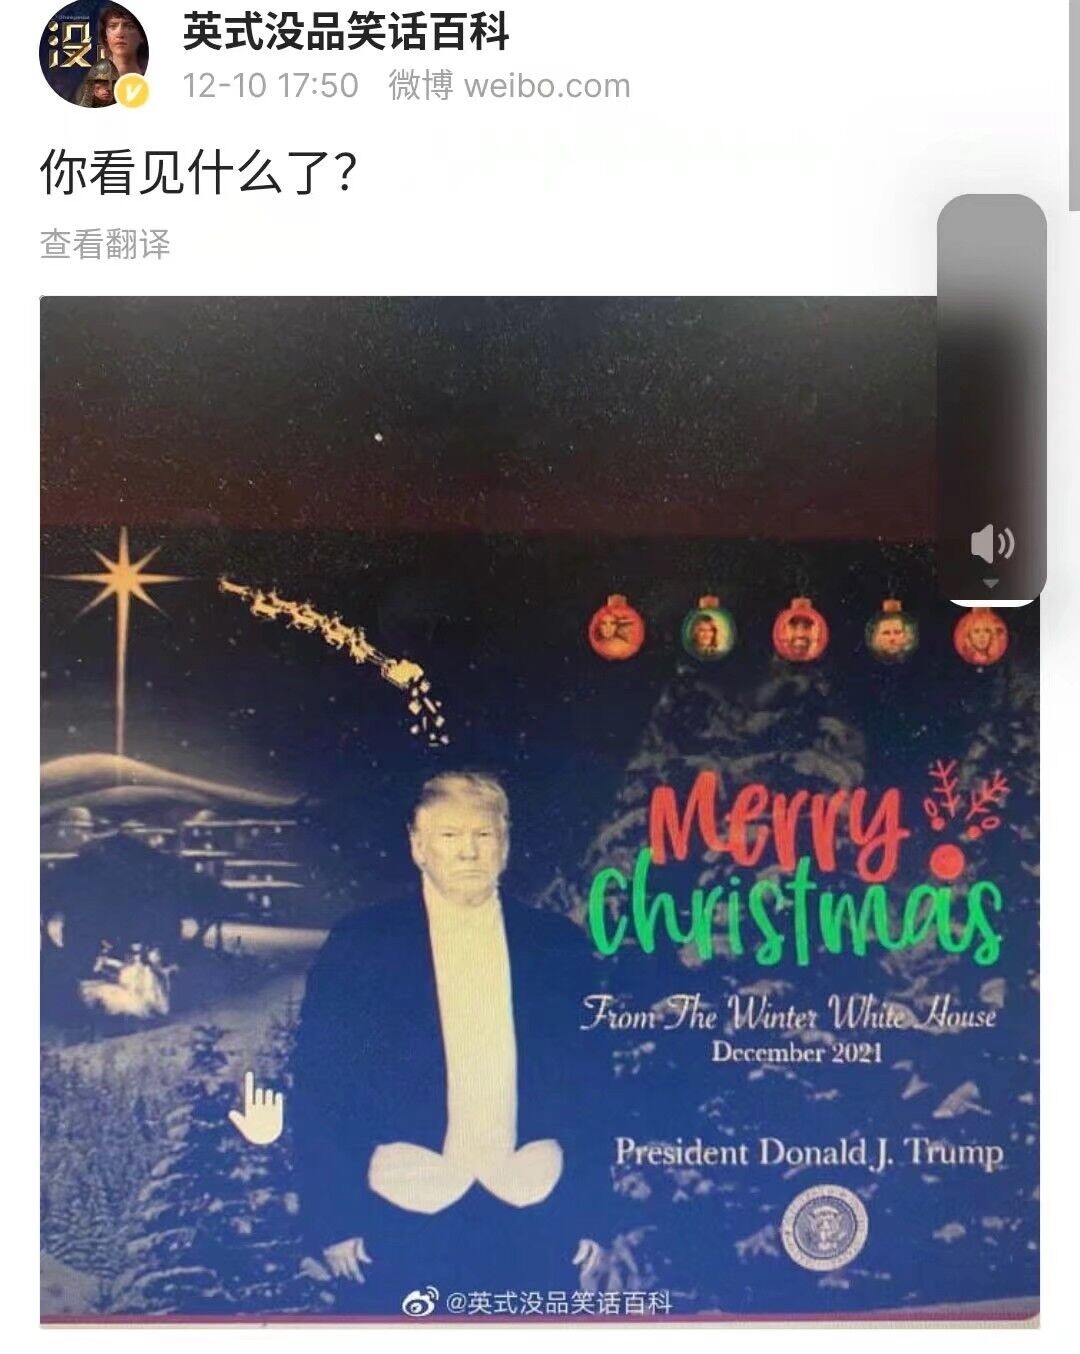 英式没品笑话百科
12-10 17:50 微博 weibo.com
你看见什么了？
查看翻译
Merry
Christmas
From The Winter White House
December 2021
President Donald J. Trump
@英式没品笑话百科